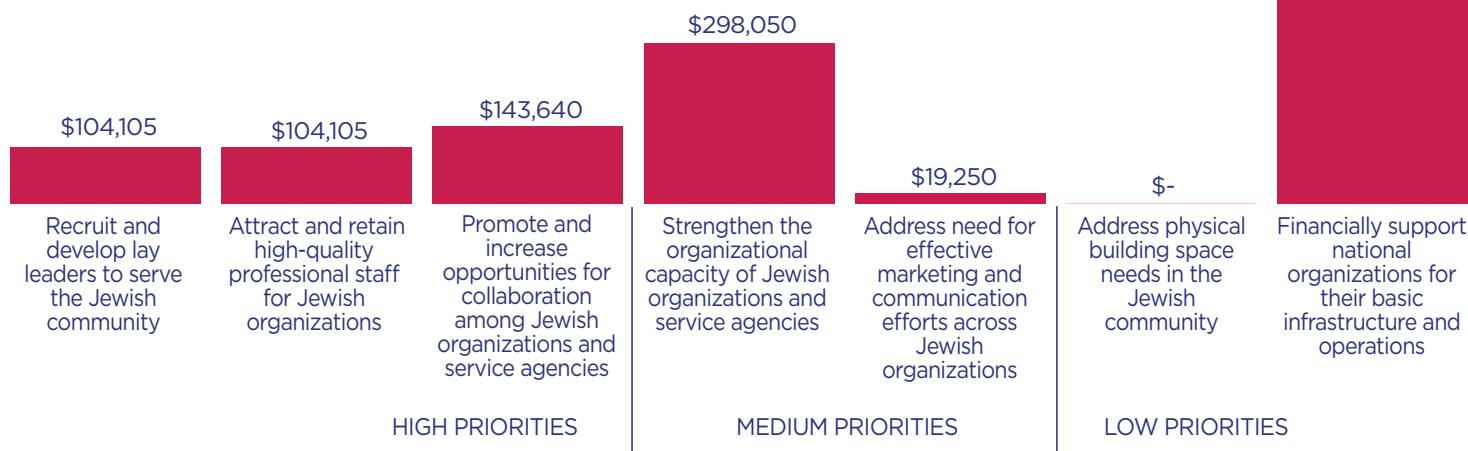 $298,050
$104,105
$104,105
$143,640
$19,250
$-
Recruit and
develop lay
leaders to serve
the Jewish
community
Attract and retain
high-quality
professional staff
for Jewish
organizations
Promote and
increase
opportunities for
collaboration
among Jewish
organizations and
service agencies
Strengthen the
organizational
capacity of Jewish
organizations and
service agencies
Address need for
effective
marketing and
communication
efforts across
Jewish
organizations
Address physical
building space
needs in the
Jewish
community
Financially support
national
organizations for
their basic
infrastructure and
operations
HIGH PRIORITIES
MEDIUM PRIORITIES
LOW PRIORITIES